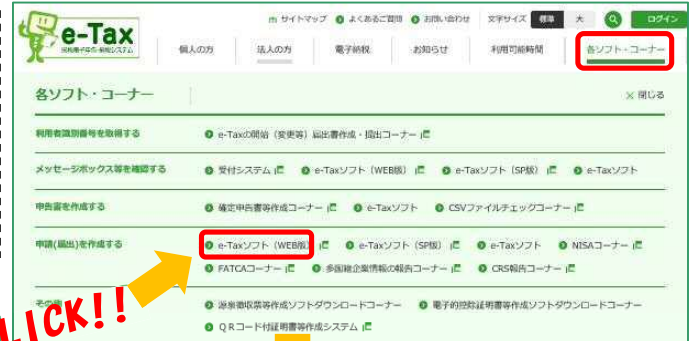 サイトマップ よくあるご質問 お問い合わせ 文字サイズ 標準 大 ログイン
e-Tax
国税電子申告・納税システム
個人の方 法人の方 電子納税 お知らせ 利用可能時間 各ソフト・コーナー
各ソフト・コーナー × 閉じる
利用者識別番号を取得する e-Taxの開始（変更等）届出書作成・提出コーナー
メッセージボックス等を確認する 受付システム e-Taxソフト（WEB版） e-Taxソフト（SP版） e-Taxソフト
申告書を作成する 確定申告書等作成コーナー e-Taxソフト CSVファイルチェックコーナー
申請(届出)を作成する e-Taxソフト（WEB版） e-Taxソフト（SP版） e-Taxソフト NISAコーナー
FATCAコーナー 多国籍企業情報の報告コーナー CRS報告コーナー
その他 源泉徴収票等作成ソフトダウンロードコーナー 電子的控除証明書等作成ソフトダウンロードコーナー
QRコード付証明書等作成システム
LICK!!